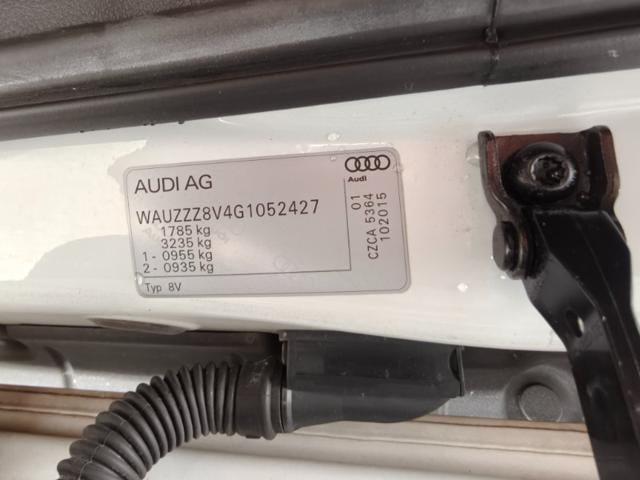 AUDI AG
Audi
WAUZZZ8V4G1052427
1785 kg
3235 kg
1 - 0955 kg
2 - 0935 kg
Typ 8V
01
CZCA 5364
102015